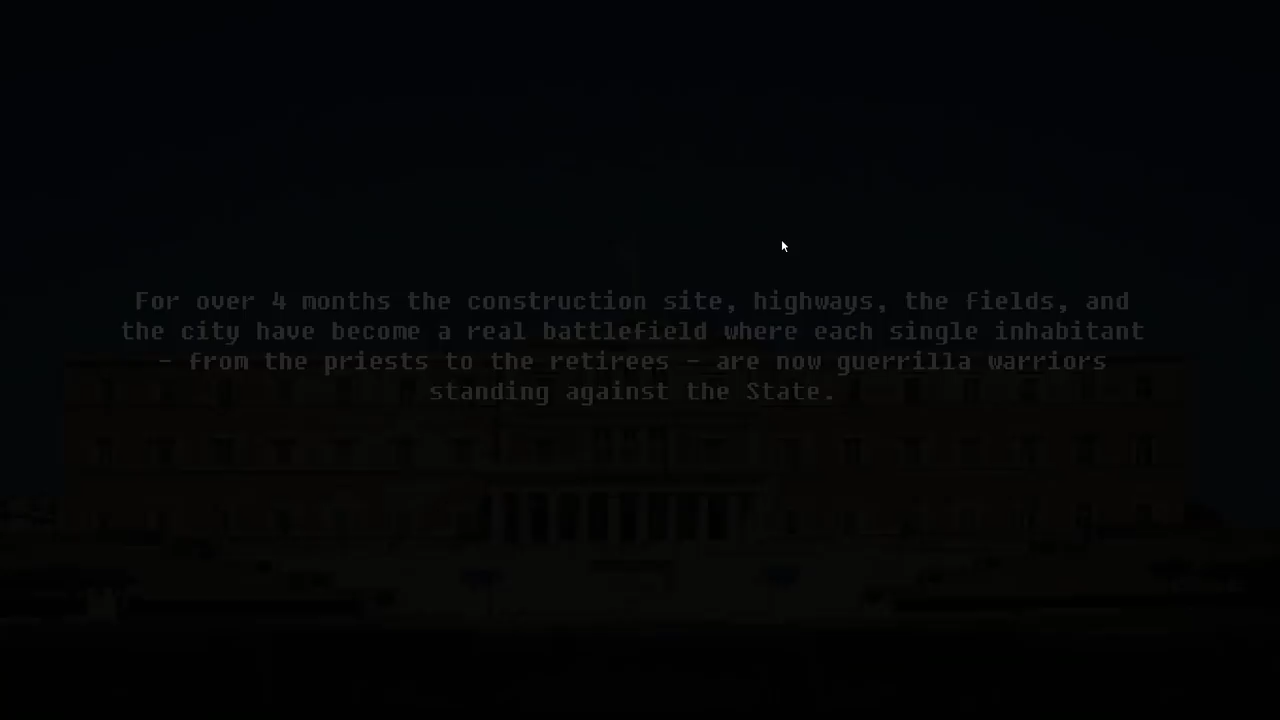 For over 4 months the construction site, highways, the fields, and
the city have become a real battlefield where each single inhabitant
- from the priests to the retirees - are now guerrilla warriors
standing against the State.